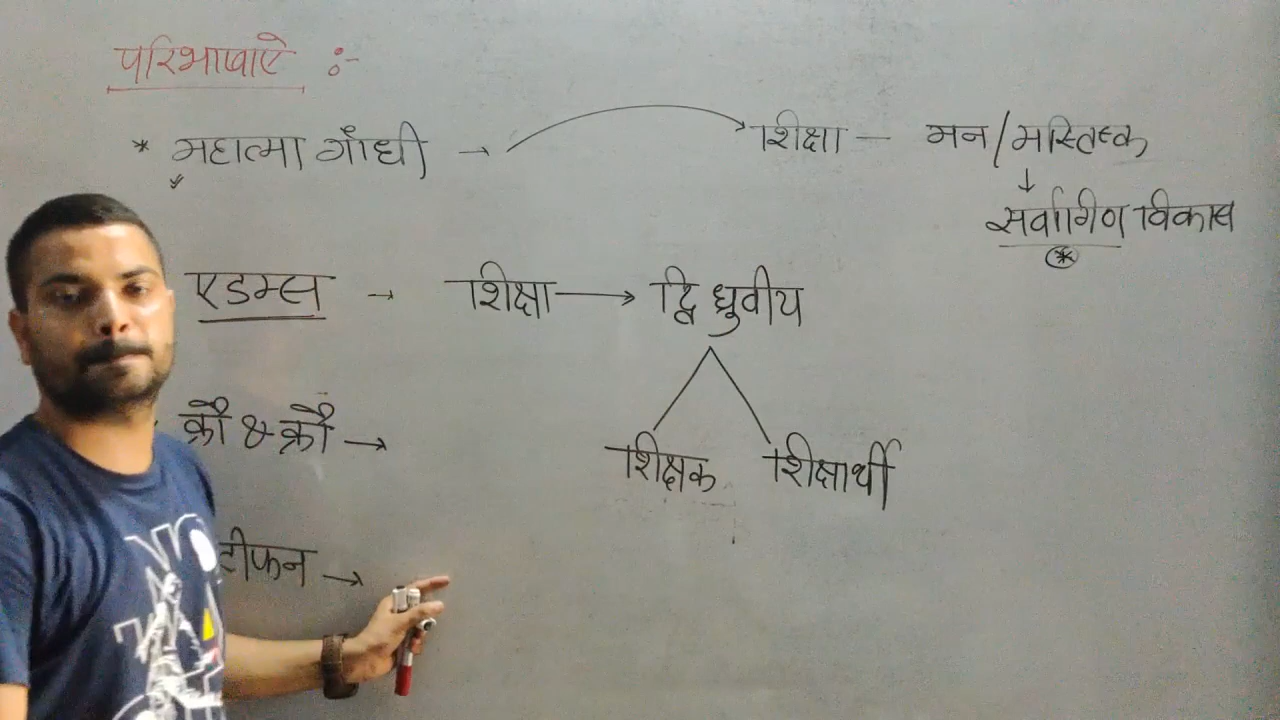 परिभाषाऐ :-
* महात्मा गाँधी → शिक्षा — मन/मस्तिष्क
↓
सर्वागिण विकास
एडम्स → शिक्षा → द्वि ध्रुवीय
शिक्षक शिक्षार्थी
क्रौ & क्रौ →
टीफन →